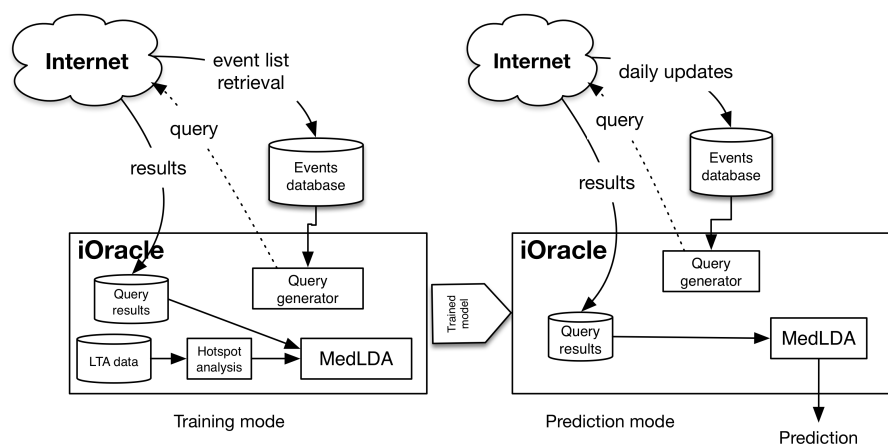 Internet
event list
retrieval
query
results
Events
database
iOracle
Query
generator
Query
results
LTA data
Hotspot
analysis
MedLDA
Training mode
Trained
model
Internet
daily updates
query
results
Events
database
iOracle
Query
generator
Query
results
MedLDA
Prediction mode
Prediction